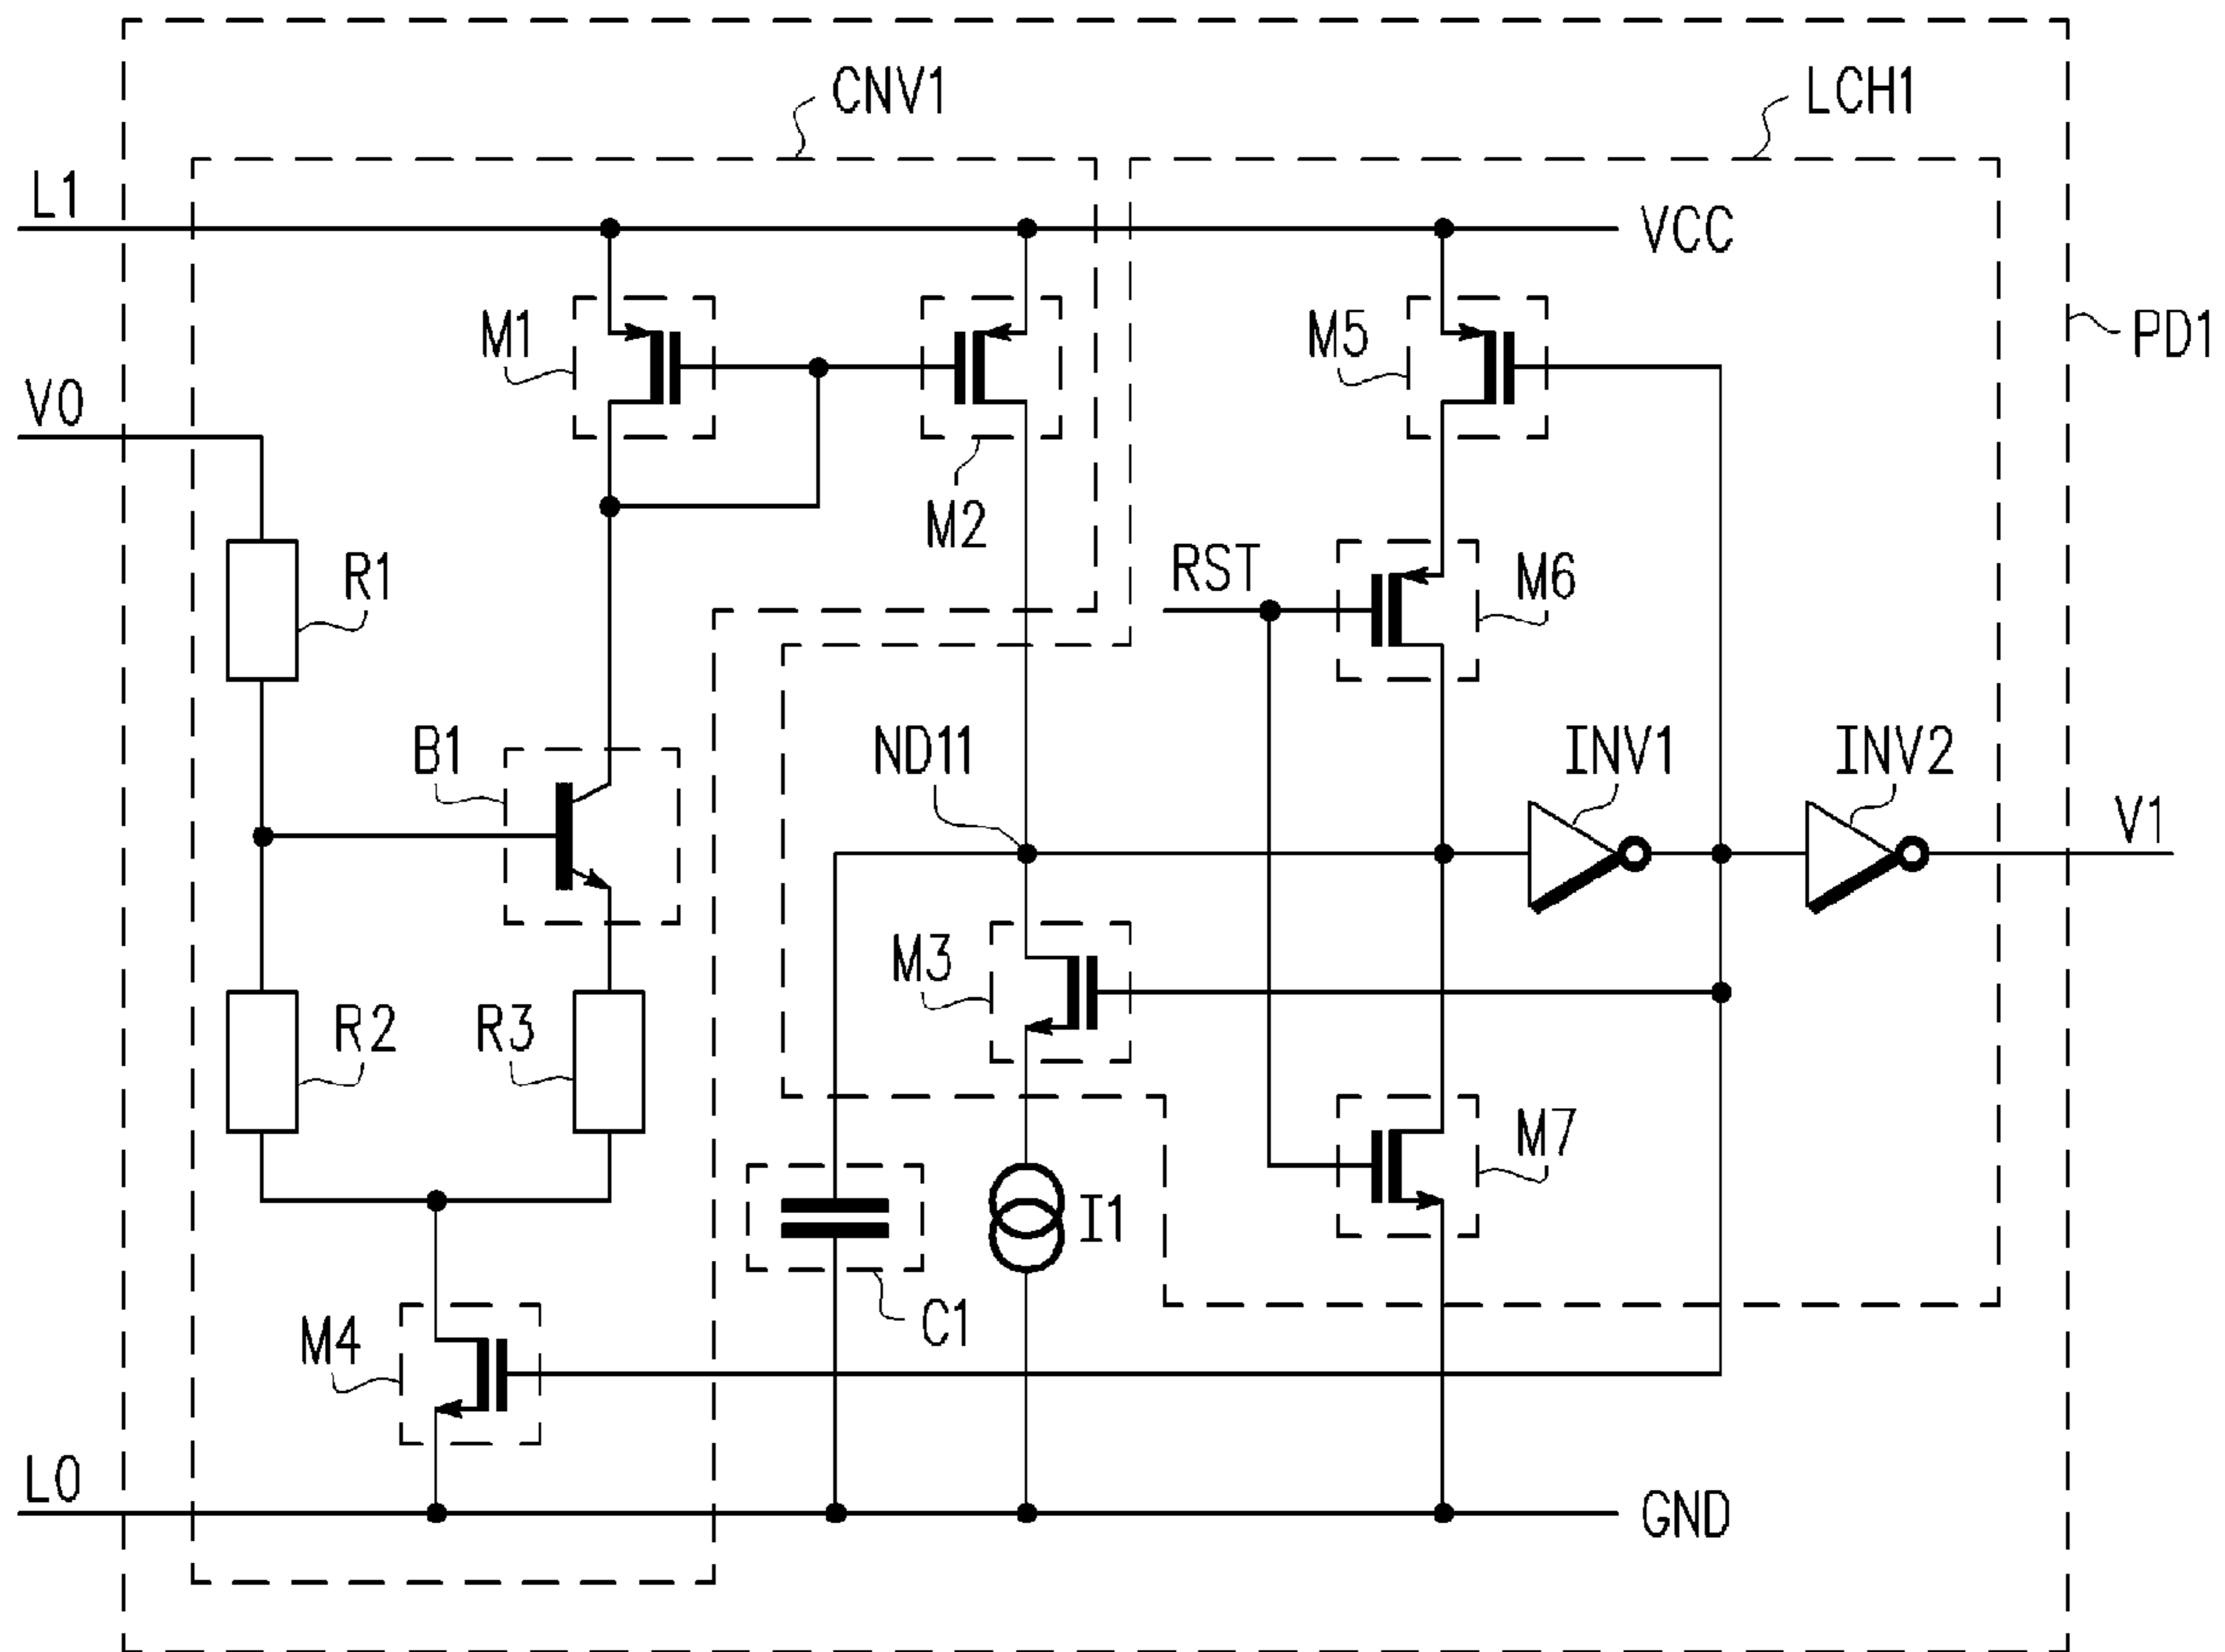 CNV1
LCH1
L1
VCC
M1
M5
PD1
V0
M2
RST
M6
R1
B1
ND11
INV1
INV2
V1
M3
R2
R3
M7
I1
C1
M4
L0
GND